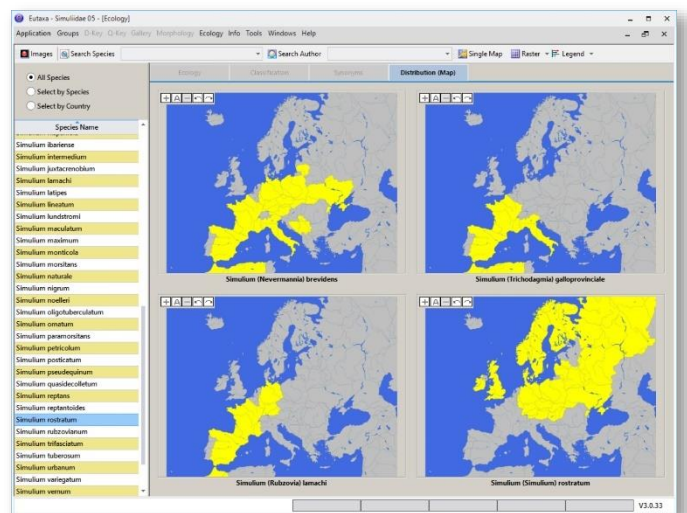 Eutaxa - Simuliidae 05 - [Ecology]
Application Groups D-Key Q-Key Gallery Morphology Ecology Info Tools Windows Help
Images Search Species Search Author Single Map Raster Legend
All Species
Select by Species
Select by Country
Ecology Classification Synonyms Distribution (Map)
Species Name
Simulium ibariense
Simulium intermedium
Simulium juxtacrenobium
Simulium lamachi
Simulium latipes
Simulium lineatum
Simulium lundstromi
Simulium maculatum
Simulium maximum
Simulium monticola
Simulium morsitans
Simulium naturale
Simulium nigrum
Simulium noelleri
Simulium oligotuberculatum
Simulium ornatum
Simulium paramorsitans
Simulium petricolum
Simulium posticatum
Simulium pseudequinum
Simulium quasidecolletum
Simulium reptans
Simulium reptantoides
Simulium rostratum
Simulium rubzovianum
Simulium trifasciatum
Simulium tuberosum
Simulium urbanum
Simulium variegatum
Simulium vernum
A
Simulium (Nevermannia) brevidens
A
Simulium (Trichodagmia) galloprovinciale
A
Simulium (Rubzovia) lamachi
A
Simulium (Simulium) rostratum
V3.0.33